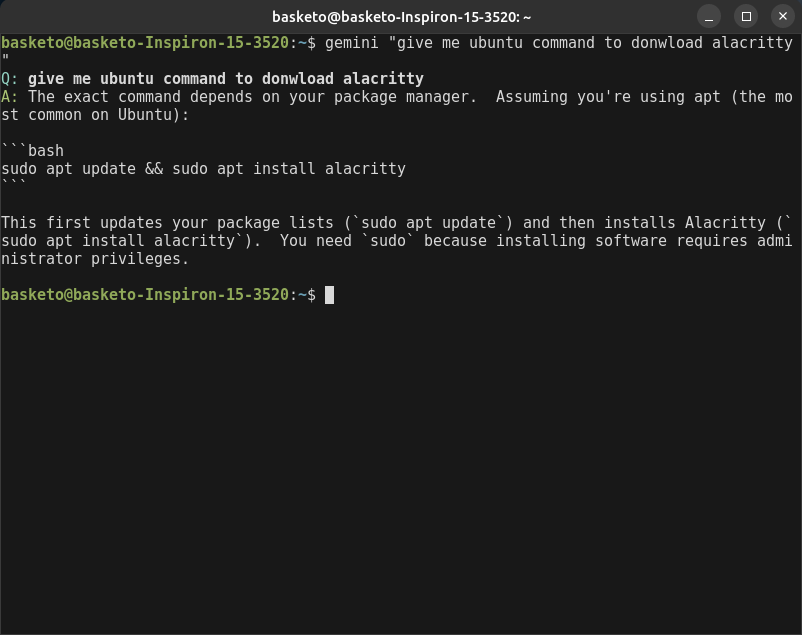 basketo@basketo-Inspiron-15-3520: ~
basketo@basketo-Inspiron-15-3520:~$ gemini "give me ubuntu command to donwload alacritty
"
Q: give me ubuntu command to donwload alacritty
A: The exact command depends on your package manager.  Assuming you're using apt (the mo
st common on Ubuntu):
```bash
sudo apt update && sudo apt install alacritty
```
This first updates your package lists (`sudo apt update`) and then installs Alacritty (`
sudo apt install alacritty`).  You need `sudo` because installing software requires admi
nistrator privileges.
basketo@basketo-Inspiron-15-3520:~$